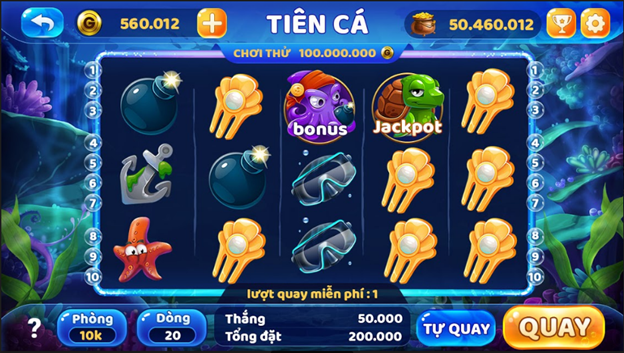 560.012
TIÊN CÁ
50.460.012
CHƠI THỬ 100.000.000 G
1
2
3
4
5
6
7
8
9
10
1
2
3
4
5
6
7
8
9
10
bonus
Jackpot
lượt quay miễn phí : 1
?
Phòng
10k
Dòng
20
Thắng 50.000
Tổng đặt 200.000
TỰ QUAY
QUAY